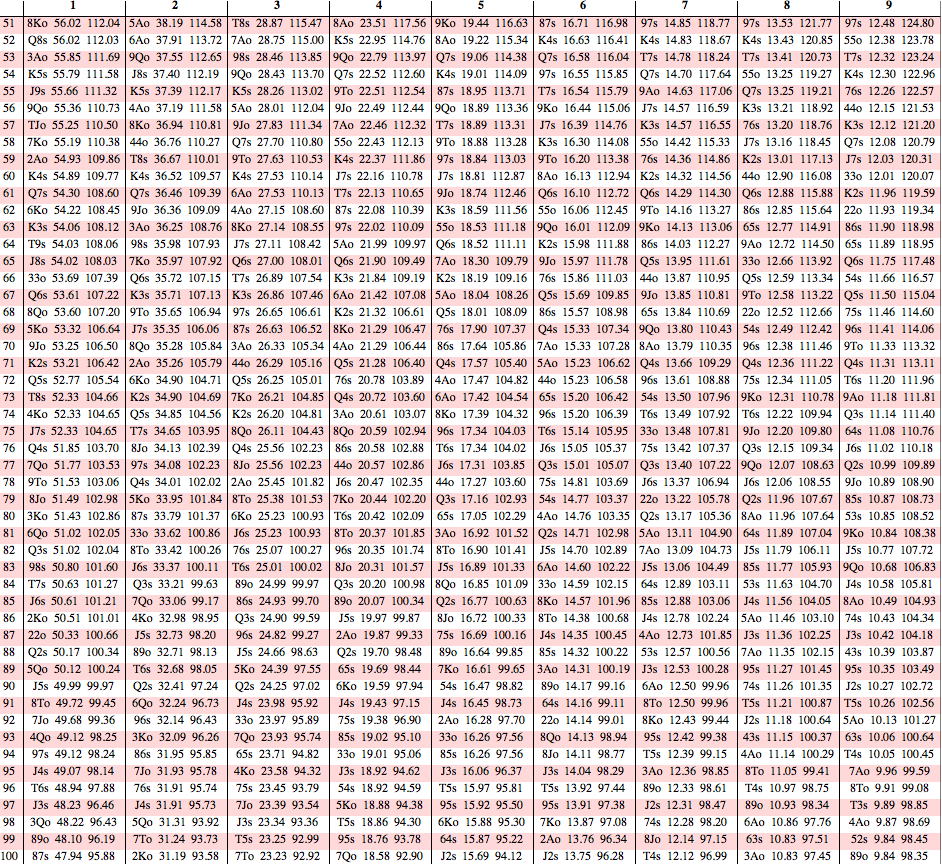 1 2 3 4 5 6 7 8 9
51 8Ko 56.02 112.04 5Ao 38.19 114.58 T8s 28.87 115.47 8Ao 23.51 117.56 9Ko 19.44 116.63 87s 16.71 116.98 97s 14.85 118.77 97s 13.53 121.77 97s 12.48 124.80
52 Q8s 56.02 112.03 6Ao 37.91 113.72 7Ao 28.75 115.00 K5s 22.95 114.76 8Ao 19.22 115.34 K4s 16.63 116.41 K4s 14.83 118.67 K4s 13.43 120.85 55o 12.38 123.78
53 3Ao 55.85 111.69 9Qo 37.55 112.65 98s 28.46 113.85 9Qo 22.79 113.97 Q7s 19.06 114.38 Q7s 16.58 116.04 T7s 14.78 118.24 T7s 13.41 120.73 T7s 12.32 123.24
54 K5s 55.79 111.58 J8s 37.40 112.19 9Qo 28.43 113.70 Q7s 22.52 112.60 K4s 19.01 114.09 97s 16.55 115.85 Q7s 14.70 117.64 55o 13.25 119.27 K4s 12.30 122.96
55 J9s 55.66 111.32 K5s 37.39 112.17 K5s 28.26 113.02 9To 22.51 112.54 87s 18.95 113.71 T7s 16.54 115.79 9Ao 14.63 117.06 Q7s 13.25 119.21 76s 12.26 122.57
56 9Qo 55.36 110.73 4Ao 37.19 111.58 5Ao 28.01 112.04 9Jo 22.49 112.44 9Qo 18.89 113.36 9Ko 16.44 115.06 J7s 14.57 116.59 K3s 13.21 118.92 44o 12.15 121.53
57 TJo 55.25 110.50 8Ko 36.94 110.81 9Jo 27.83 111.34 7Ao 22.46 112.32 T7s 18.89 113.31 J7s 16.39 114.76 K3s 14.57 116.55 76s 13.20 118.76 K3s 12.12 121.20
58 7Ko 55.19 110.38 44o 36.76 110.27 Q7s 27.70 110.80 55o 22.43 112.13 9To 18.88 113.28 K3s 16.30 114.08 55o 14.42 115.33 J7s 13.16 118.45 Q7s 12.08 120.79
59 2Ao 54.93 109.86 T8s 36.67 110.01 9To 27.63 110.53 K4s 22.37 111.86 97s 18.84 113.03 9To 16.20 113.38 76s 14.36 114.86 K2s 13.01 117.13 J7s 12.03 120.31
60 K4s 54.89 109.77 K4s 36.52 109.57 K4s 27.53 110.14 J7s 22.16 110.78 J7s 18.81 112.87 8Ao 16.13 112.94 K2s 14.32 114.56 44o 12.90 116.08 33o 12.01 120.07
61 Q7s 54.30 108.60 Q7s 36.46 109.39 6Ao 27.53 110.13 T7s 22.13 110.65 9Jo 18.74 112.46 Q6s 16.10 112.72 Q6s 14.29 114.30 Q6s 12.88 115.88 K2s 11.96 119.59
62 6Ko 54.22 108.45 9Jo 36.36 109.09 4Ao 27.15 108.60 87s 22.08 110.39 K3s 18.59 111.56 55o 16.06 112.45 9To 14.16 113.27 86s 12.85 115.64 22o 11.93 119.34
63 K3s 54.06 108.12 3Ao 36.25 108.76 8Ko 27.14 108.55 97s 22.02 110.09 55o 18.53 111.18 9Qo 16.01 112.09 9Ko 14.13 113.06 65s 12.77 114.91 86s 11.90 118.98
64 T9s 54.03 108.06 98s 35.98 107.93 J7s 27.11 108.42 5Ao 21.99 109.97 Q6s 18.52 111.11 K2s 15.98 111.88 86s 14.03 112.27 9Ao 12.72 114.50 65s 11.89 118.95
65 J8s 54.02 108.03 7Ko 35.97 107.92 Q6s 27.00 108.01 Q6s 21.90 109.49 7Ao 18.30 109.79 9Jo 15.97 111.78 Q5s 13.95 111.61 33o 12.66 113.92 Q6s 11.75 117.48
66 33o 53.69 107.39 Q6s 35.72 107.15 T7s 26.89 107.54 K3s 21.84 109.19 K2s 18.19 109.16 76s 15.86 111.03 44o 13.87 110.95 Q5s 12.59 113.34 54s 11.66 116.57
67 Q6s 53.61 107.22 K3s 35.71 107.13 K3s 26.86 107.46 6Ao 21.42 107.08 5Ao 18.04 108.26 Q5s 15.69 109.85 9Jo 13.85 110.81 9To 12.58 113.22 Q5s 11.50 115.04
68 8Qo 53.60 107.20 9To 35.65 106.94 97s 26.65 106.61 K2s 21.32 106.61 Q5s 18.01 108.09 86s 15.57 108.98 65s 13.84 110.69 22o 12.52 112.66 75s 11.46 114.60
69 5Ko 53.32 106.64 J7s 35.35 106.06 87s 26.63 106.52 8Ko 21.29 106.47 76s 17.90 107.37 Q4s 15.33 107.34 9Qo 13.80 110.43 54s 12.49 112.42 96s 11.41 114.06
70 9Jo 53.25 106.50 8Qo 35.28 105.84 3Ao 26.33 105.34 4Ao 21.29 106.44 86s 17.64 105.86 7Ao 15.33 107.28 8Ao 13.79 110.35 96s 12.38 111.46 9To 11.33 113.32
71 K2s 53.21 106.42 2Ao 35.26 105.79 44o 26.29 105.16 Q5s 21.28 106.40 Q4s 17.57 105.40 5Ao 15.23 106.62 Q4s 13.66 109.29 Q4s 12.36 111.22 Q4s 11.31 113.11
72 Q5s 52.77 105.54 6Ko 34.90 104.71 Q5s 26.25 105.01 76s 20.78 103.89 4Ao 17.47 104.82 44o 15.23 106.58 96s 13.61 108.88 75s 12.34 111.05 T6s 11.20 111.96
73 T8s 52.33 104.66 K2s 34.90 104.69 7Ko 26.21 104.85 Q4s 20.72 103.60 6Ao 17.42 104.54 65s 15.20 106.42 54s 13.50 107.96 9Ko 12.31 110.78 9Ao 11.18 111.81
74 4Ko 52.33 104.65 Q5s 34.85 104.56 K2s 26.20 104.81 3Ao 20.61 103.07 8Ko 17.39 104.32 96s 15.20 106.39 T6s 13.49 107.92 T6s 12.22 109.94 Q3s 11.14 111.40
75 J7s 52.33 104.65 T7s 34.65 103.95 8Qo 26.11 104.43 8Qo 20.59 102.94 96s 17.34 104.03 T6s 15.14 105.95 33o 13.48 107.81 9Jo 12.20 109.80 64s 11.08 110.76
76 Q4s 51.85 103.70 8Jo 34.13 102.39 Q4s 25.56 102.23 86s 20.58 102.88 T6s 17.34 104.02 J6s 15.05 105.37 75s 13.42 107.37 Q3s 12.15 109.34 J6s 11.02 110.18
77 7Qo 51.77 103.53 97s 34.08 102.23 8Jo 25.56 102.23 44o 20.57 102.86 J6s 17.31 103.85 Q3s 15.01 105.07 Q3s 13.40 107.22 9Qo 12.07 108.63 Q2s 10.99 109.89
78 9To 51.53 103.06 Q4s 34.01 102.02 2Ao 25.45 101.82 J6s 20.47 102.35 44o 17.27 103.60 75s 14.81 103.69 J6s 13.37 106.94 J6s 12.06 108.55 9Jo 10.89 108.90
79 8Jo 51.49 102.98 5Ko 33.95 101.84 8To 25.38 101.53 7Ko 20.44 102.20 Q3s 17.16 102.93 54s 14.77 103.37 22o 13.22 105.78 Q2s 11.96 107.67 85s 10.87 108.73
80 3Ko 51.43 102.86 87s 33.79 101.37 6Ko 25.23 100.93 T6s 20.42 102.09 65s 17.05 102.29 4Ao 14.76 103.35 Q2s 13.17 105.36 8Ao 11.96 107.64 53s 10.85 108.52
81 6Qo 51.02 102.05 33o 33.62 100.86 J6s 25.23 100.93 8To 20.37 101.85 3Ao 16.92 101.52 Q2s 14.71 102.98 5Ao 13.11 104.90 64s 11.89 107.04 9Ko 10.84 108.38
82 Q3s 51.02 102.04 8To 33.42 100.26 76s 25.07 100.27 96s 20.35 101.74 8To 16.90 101.41 J5s 14.70 102.89 7Ao 13.09 104.73 J5s 11.79 106.11 J5s 10.77 107.72
83 98s 50.80 101.60 J6s 33.37 100.11 T6s 25.01 100.02 8Jo 20.31 101.57 J5s 16.89 101.33 6Ao 14.60 102.22 J5s 13.06 104.49 85s 11.77 105.93 9Qo 10.68 106.83
84 T7s 50.63 101.27 Q3s 33.21 99.63 89o 24.99 99.97 Q3s 20.20 100.98 8Qo 16.85 101.09 33o 14.59 102.15 64s 12.89 103.11 53s 11.63 104.70 J4s 10.58 105.81
85 J6s 50.61 101.21 7Qo 33.06 99.17 86s 24.93 99.70 89o 20.07 100.34 Q2s 16.77 100.63 8Ko 14.57 101.96 85s 12.88 103.06 J4s 11.56 104.05 8Ao 10.49 104.93
86 2Ko 50.51 101.01 4Ko 32.98 98.95 Q3s 24.90 99.59 J5s 19.97 99.87 8Jo 16.72 100.33 8To 14.38 100.68 J4s 12.78 102.24 5Ao 11.46 103.10 74s 10.43 104.34
87 22o 50.33 100.66 J5s 32.73 98.20 96s 24.82 99.27 2Ao 19.87 99.33 75s 16.69 100.16 J4s 14.35 100.45 4Ao 12.73 101.85 J3s 11.36 102.25 J3s 10.42 104.18
88 Q2s 50.17 100.34 89o 32.71 98.13 J5s 24.66 98.63 Q2s 19.70 98.48 89o 16.64 99.85 85s 14.32 100.22 53s 12.57 100.56 7Ao 11.35 102.15 43s 10.39 103.87
89 5Qo 50.12 100.24 T6s 32.68 98.05 5Ko 24.39 97.55 65s 19.69 98.44 7Ko 16.61 99.65 3Ao 14.31 100.19 J3s 12.53 100.28 95s 11.27 101.45 95s 10.35 103.49
90 J5s 49.99 99.97 Q2s 32.41 97.24 Q2s 24.25 97.02 6Ko 19.59 97.94 54s 16.47 98.82 89o 14.17 99.16 6Ao 12.50 99.96 74s 11.26 101.35 J2s 10.27 102.72
91 8To 49.72 99.45 6Qo 32.24 96.73 J4s 23.98 95.92 J4s 19.43 97.15 J4s 16.45 98.73 64s 14.16 99.11 8To 12.50 99.96 T5s 11.21 100.87 T5s 10.26 102.56
92 7Jo 49.68 99.36 96s 32.14 96.43 33o 23.97 95.89 75s 19.38 96.90 2Ao 16.28 97.70 22o 14.14 99.01 8Ko 12.43 99.44 J2s 11.18 100.64 5Ao 10.13 101.27
93 4Qo 49.12 98.25 3Ko 32.09 96.26 7Qo 23.93 95.74 85s 19.02 95.10 33o 16.26 97.56 8Qo 14.13 98.94 95s 12.42 99.38 43s 11.15 100.37 63s 10.06 100.64
94 97s 49.12 98.24 86s 31.95 95.85 65s 23.71 94.82 33o 19.01 95.06 85s 16.26 97.56 8Jo 14.11 98.77 T5s 12.39 99.15 4Ao 11.14 100.29 T4s 10.05 100.45
95 J4s 49.07 98.14 7Jo 31.93 95.78 4Ko 23.58 94.32 J3s 18.92 94.62 J3s 16.06 96.37 J3s 14.04 98.29 3Ao 12.36 98.85 8To 11.05 99.41 7Ao 9.96 99.59
96 T6s 48.94 97.88 76s 31.91 95.74 75s 23.45 93.79 54s 18.92 94.59 T5s 15.97 95.81 T5s 13.92 97.44 89o 12.33 98.61 T4s 10.97 98.75 8To 9.91 99.08
97 J3s 48.23 96.46 J4s 31.91 95.73 7Jo 23.39 93.54 5Ko 18.88 94.38 95s 15.92 95.50 95s 13.91 97.38 J2s 12.31 98.47 89o 10.93 98.34 T3s 9.89 98.85
98 3Qo 48.22 96.43 5Qo 31.31 93.92 J3s 23.34 93.36 T5s 18.86 94.30 6Ko 15.88 95.30 7Ko 13.87 97.08 74s 12.28 98.20 6Ao 10.86 97.76 4Ao 9.87 98.69
99 89o 48.10 96.19 7To 31.24 93.73 T5s 23.25 92.99 95s 18.76 93.78 64s 15.87 95.22 2Ao 13.76 96.34 8Jo 12.14 97.15 63s 10.83 97.51 52s 9.84 98.45
100 87s 47.94 95.88 2Ko 31.19 93.58 7To 23.23 92.92 7Qo 18.58 92.90 J2s 15.69 94.12 J2s 13.75 96.28 T4s 12.12 96.99 3Ao 10.83 97.45 89o 9.84 98.35